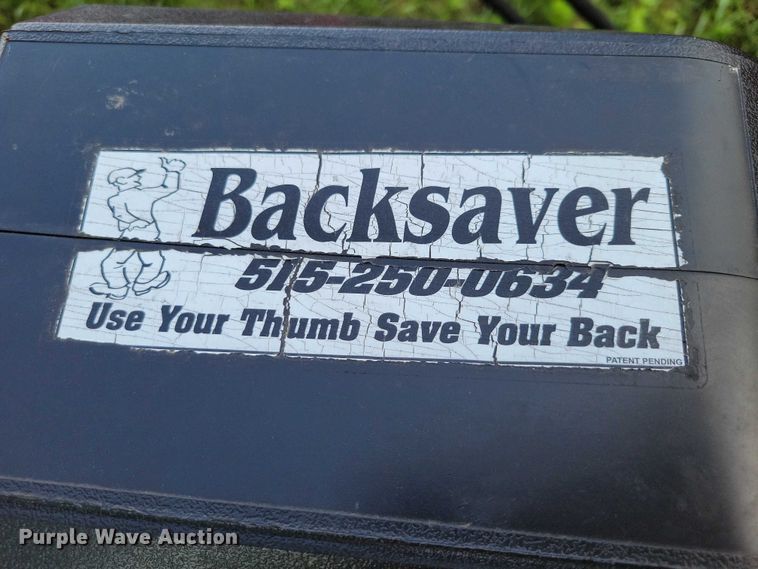 Backsaver
515-250-0634
Use Your Thumb Save Your Back
PATENT PENDING
Purple Wave Auction